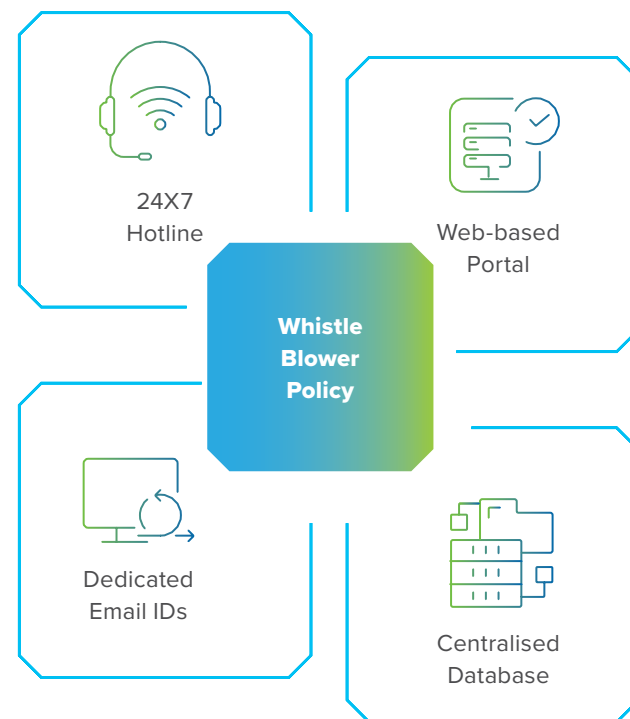 24X7
Hotline
Web-based
Portal
Whistle
Blower
Policy
Dedicated
Email IDs
Centralised
Database